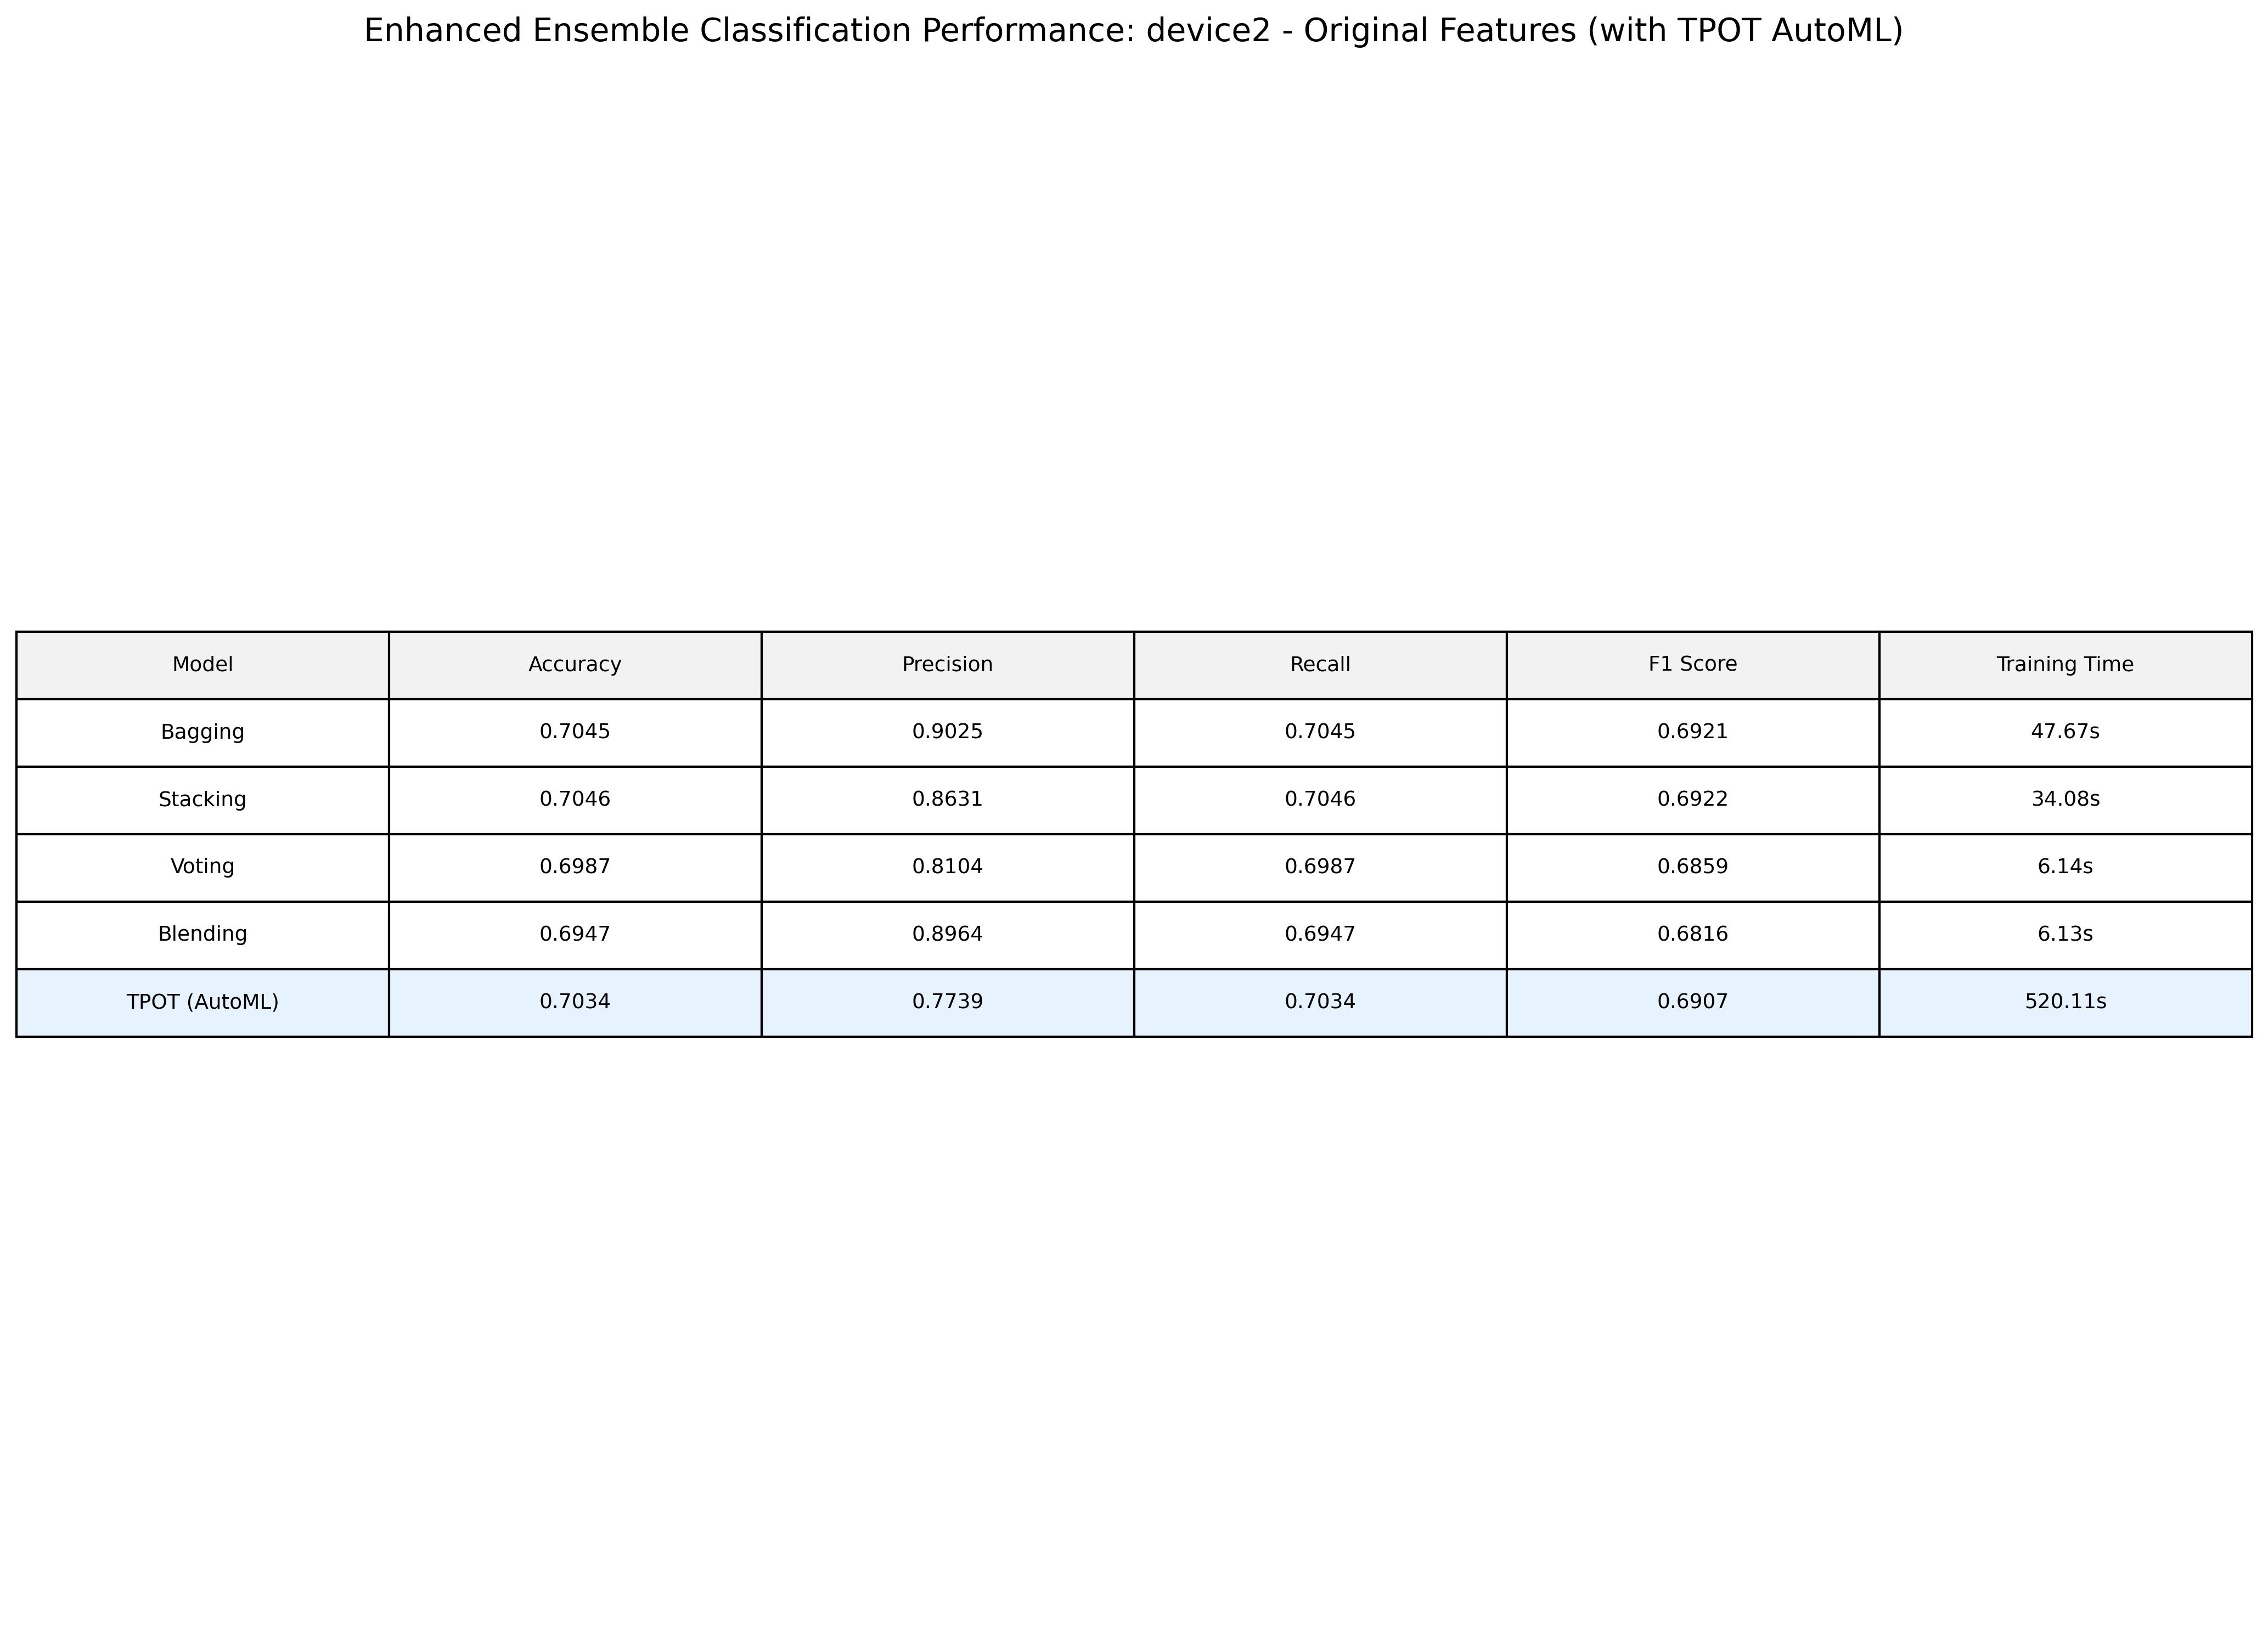 Enhanced Ensemble Classification Performance: device2 - Original Features (with TPOT AutoML)
Model Accuracy Precision Recall F1 Score Training Time
Bagging 0.7045 0.9025 0.7045 0.6921 47.67s
Stacking 0.7046 0.8631 0.7046 0.6922 34.08s
Voting 0.6987 0.8104 0.6987 0.6859 6.14s
Blending 0.6947 0.8964 0.6947 0.6816 6.13s
TPOT (AutoML) 0.7034 0.7739 0.7034 0.6907 520.11s